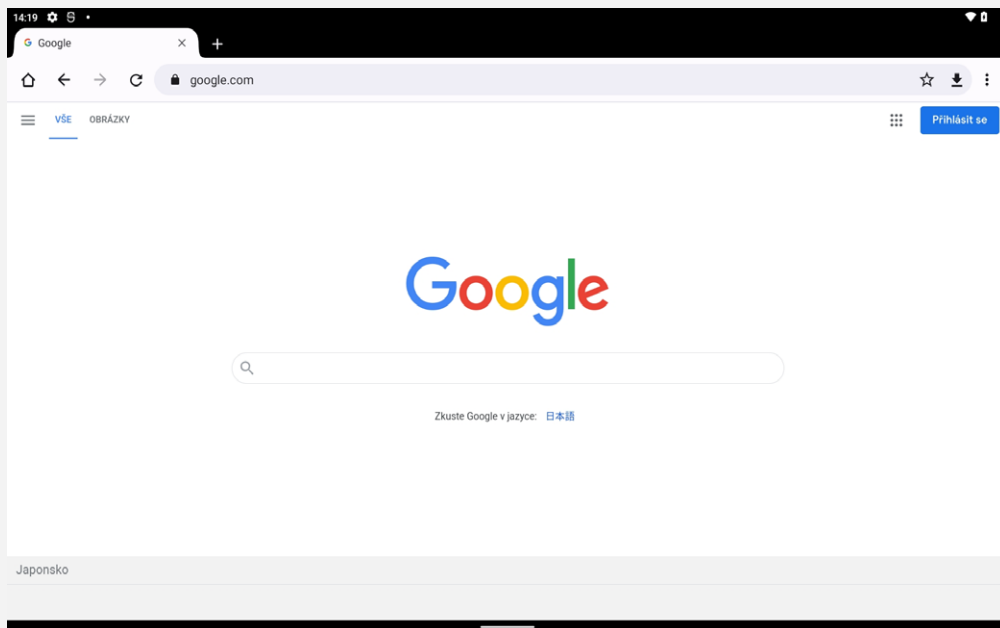 14:19
Google
google.com
VŠE OBRÁZKY
Přihlásit se
Google
Zkuste Google v jazyce: 日本語
Japonsko